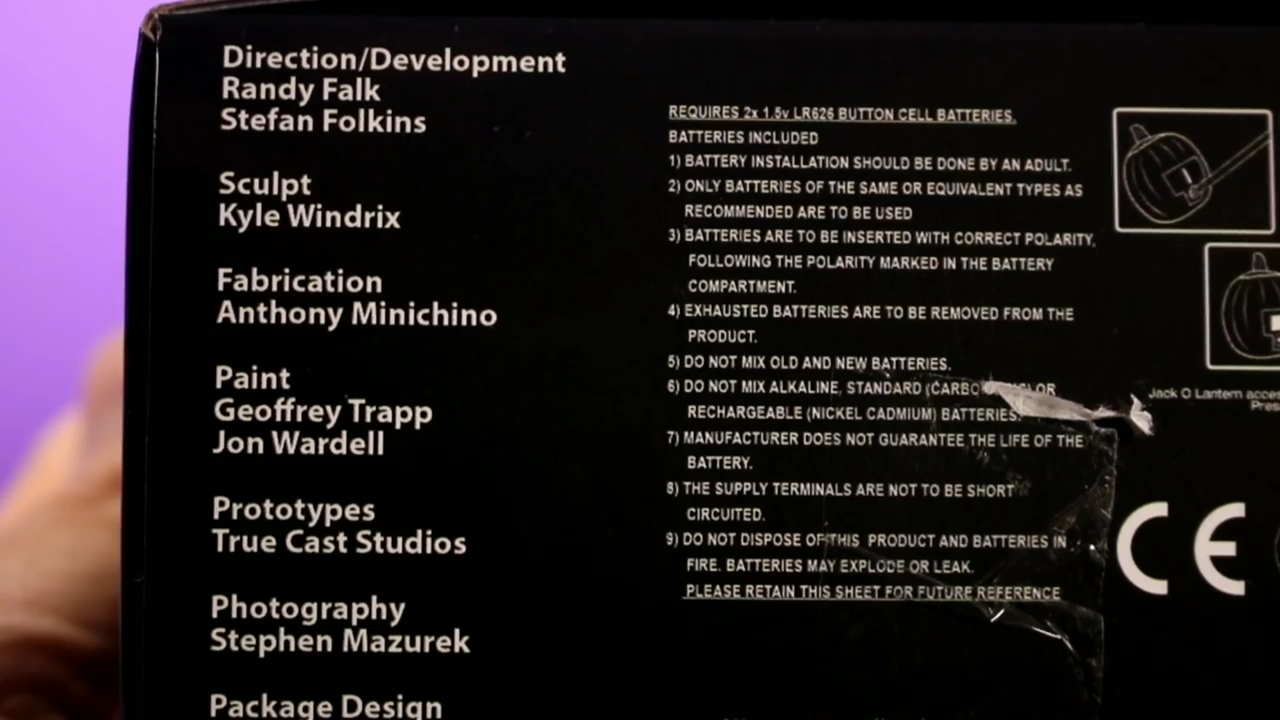 Direction/Development
Randy Falk
Stefan Folkins
Sculpt
Kyle Windrix
Fabrication
Anthony Minichino
Paint
Geoffrey Trapp
Jon Wardell
Prototypes
True Cast Studios
Photography
Stephen Mazurek
Package Design
REQUIRES 2x 1.5v LR626 BUTTON CELL BATTERIES.
BATTERIES INCLUDED
1) BATTERY INSTALLATION SHOULD BE DONE BY AN ADULT.
2) ONLY BATTERIES OF THE SAME OR EQUIVALENT TYPES AS
RECOMMENDED ARE TO BE USED
3) BATTERIES ARE TO BE INSERTED WITH CORRECT POLARITY,
FOLLOWING THE POLARITY MARKED IN THE BATTERY
COMPARTMENT.
4) EXHAUSTED BATTERIES ARE TO BE REMOVED FROM THE
PRODUCT.
5) DO NOT MIX OLD AND NEW BATTERIES.
6) DO NOT MIX ALKALINE, STANDARD OR
RECHARGEABLE (NICKEL CADMIUM) BATTERIES.
7) MANUFACTURER DOES NOT GUARANTEE THE LIFE OF THE
BATTERY.
8) THE SUPPLY TERMINALS ARE NOT TO BE SHORT
CIRCUITED.
9) DO NOT DISPOSE OF THIS PRODUCT AND BATTERIES IN
FIRE. BATTERIES MAY EXPLODE OR LEAK.
PLEASE RETAIN THIS SHEET FOR FUTURE REFERENCE
Jack O Lantern
CE